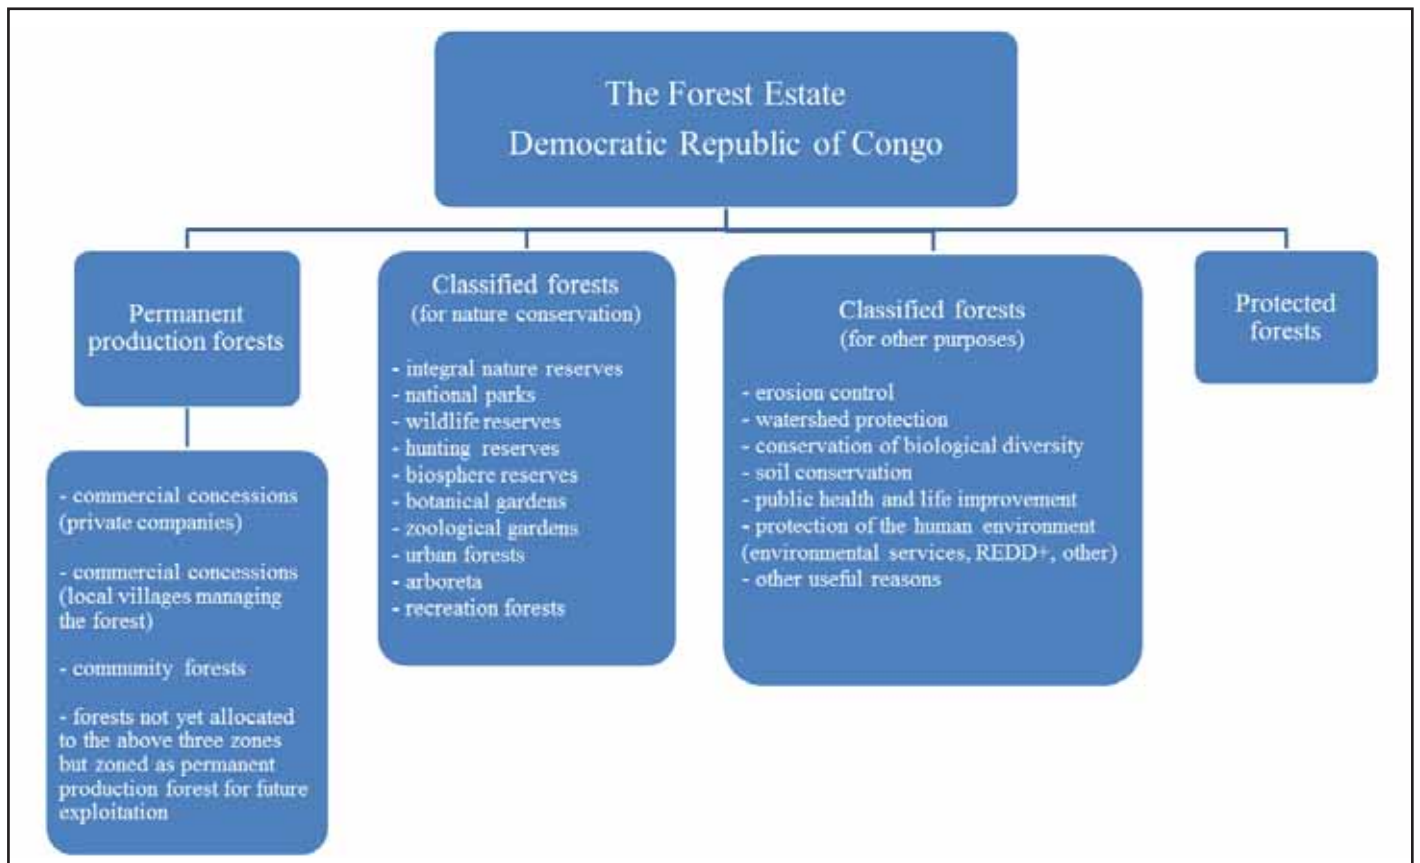 The Forest Estate
Democratic Republic of Congo
Permanent
production forests
- commercial concessions
(private companies)
- commercial concessions
(local villages managing
the forest)
- community forests
- forests not yet allocated
to the above three zones
but zoned as permanent
production forest for future
exploitation
Classified forests
(for nature conservation)
- integral nature reserves
- national parks
- wildlife reserves
- hunting reserves
- biosphere reserves
- botanical gardens
- zoological gardens
- urban forests
- arboreta
- recreation forests
Classified forests
(for other purposes)
- erosion control
- watershed protection
- conservation of biological diversity
- soil conservation
- public health and life improvement
- protection of the human environment
(environmental services, REDD+, other)
- other useful reasons
Protected
forests